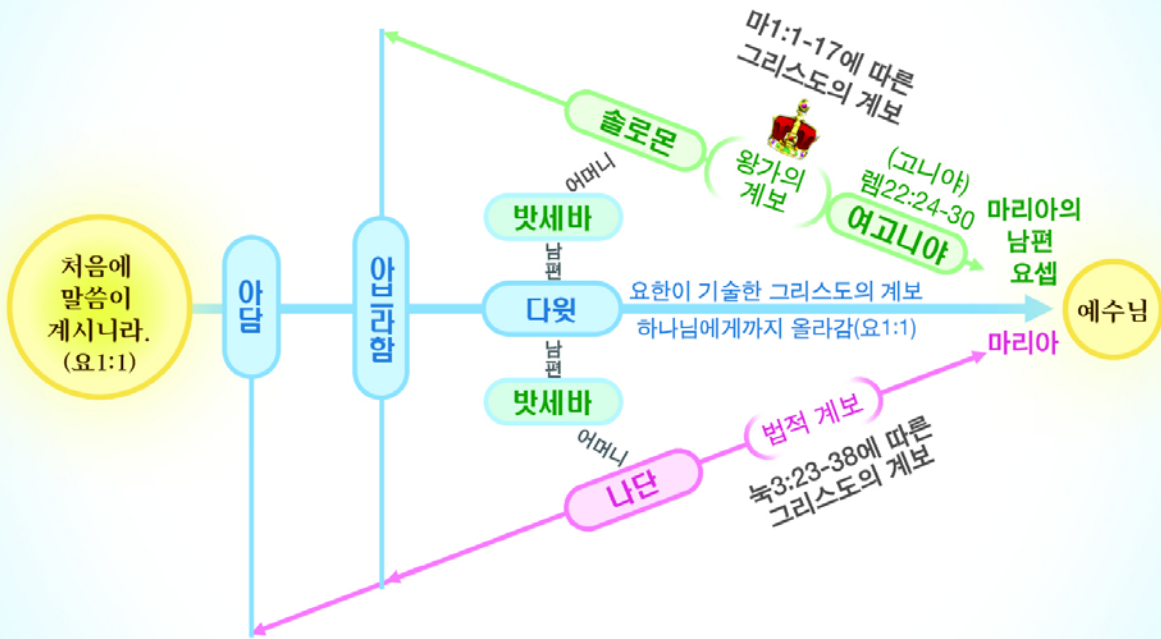 마1:1-17에 따른
그리스도의 계보
솔로몬
왕가의
계보
(고니야)
렘22:24-30
여고니야
마리아의
남편
요셉
어머니
밧세바
남편
처음에
말씀이
계시니라.
(요1:1)
아담
아브라함
다윗
요한이 기술한 그리스도의 계보
하나님에게까지 올라감(요1:1)
예수님
마리아
남편
밧세바
어머니
나단
법적 계보
눅3:23-38에 따른
그리스도의 계보